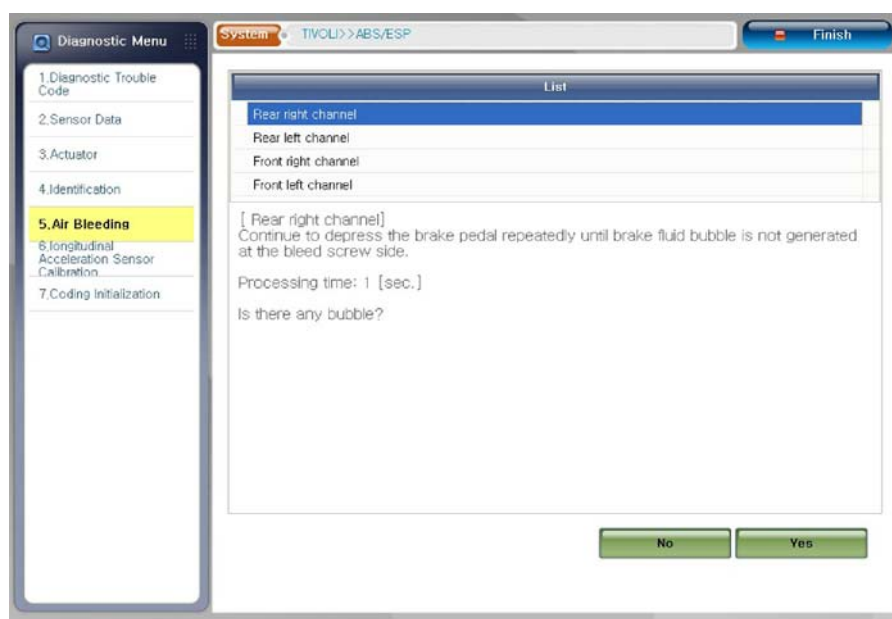 Diagnostic Menu
System
TIVOLI>>ABS/ESP
Finish
1.Diagnostic Trouble
Code
2.Sensor Data
3.Actuator
4.Identification
5.Air Bleeding
6.longitudinal
Acceleration Sensor
Calibration
7.Coding Initialization
List
Rear right channel
Rear left channel
Front right channel
Front left channel
[ Rear right channel]
Continue to depress the brake pedal repeatedly until brake fluid bubble is not generated
at the bleed screw side.
Processing time: 1 [sec.]
Is there any bubble?
No
Yes